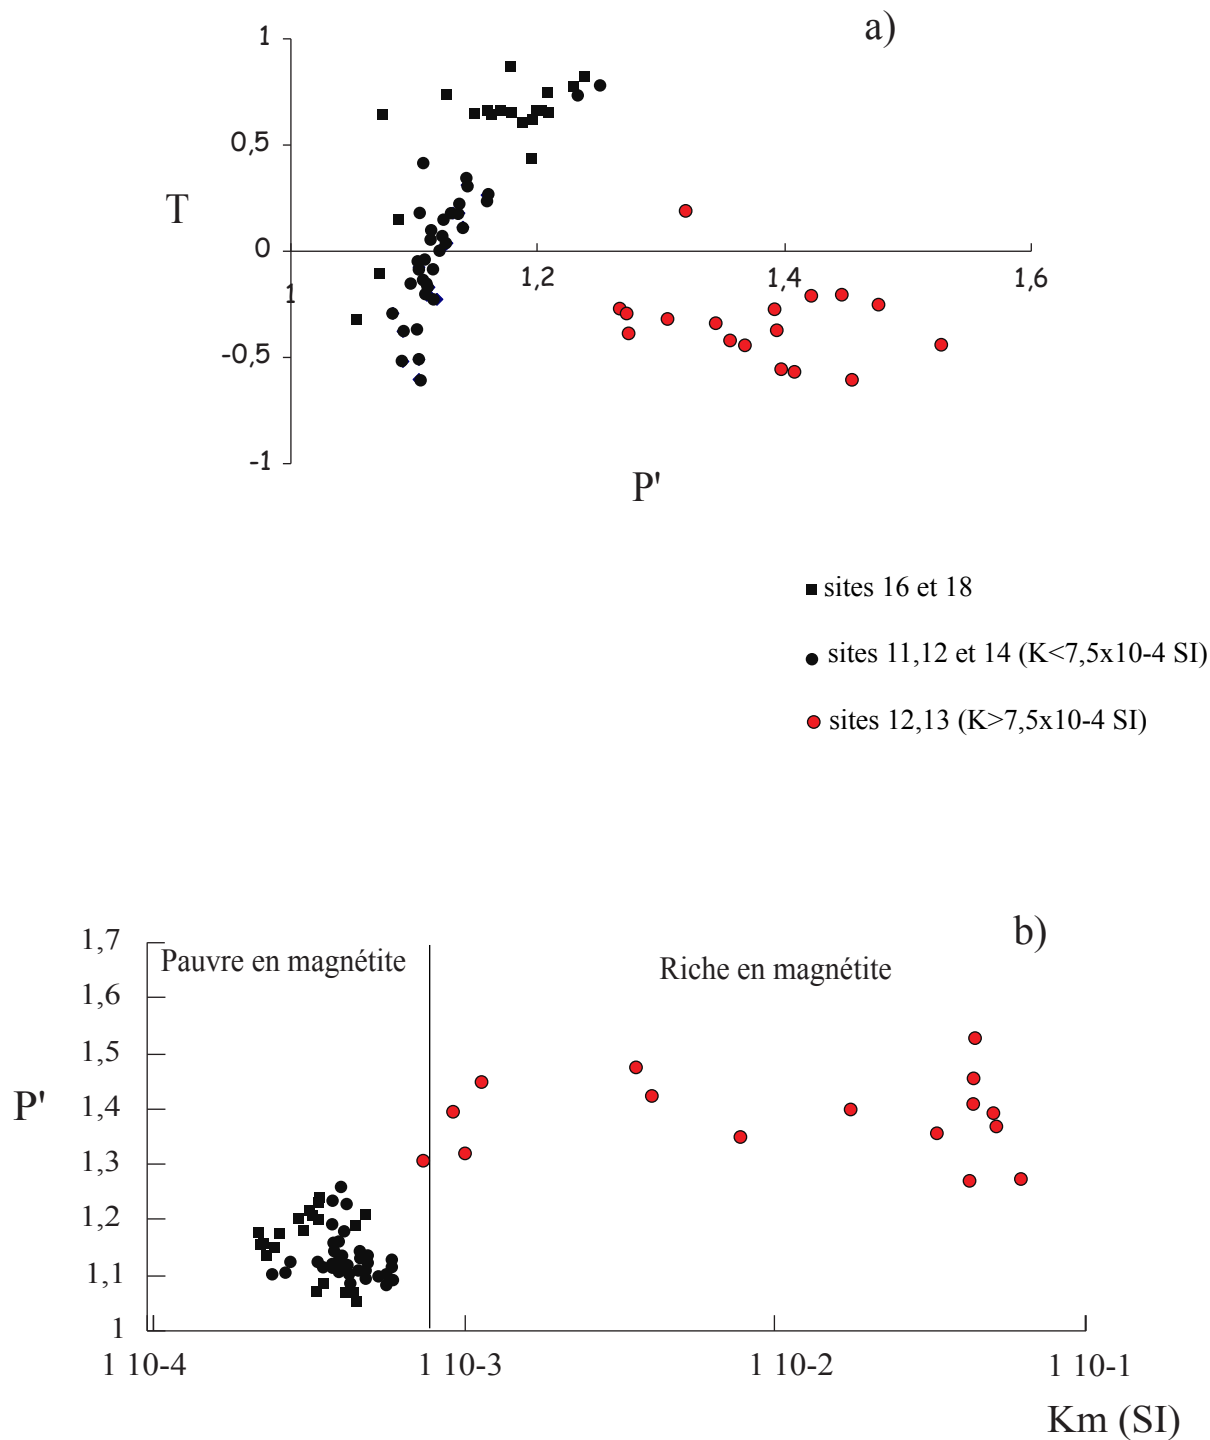 a)
1
0,5
T
0
1
1,2
1,4
1,6
-0,5
-1
P'
sites 16 et 18
sites 11,12 et 14 (K<7,5x10-4 SI)
sites 12,13 (K>7,5x10-4 SI)
b)
1,7
Pauvre en magnétite
Riche en magnétite
1,6
1,5
P'
1,4
1,3
1,2
1,1
1
1 10-4
1 10-3
1 10-2
1 10-1
Km (SI)